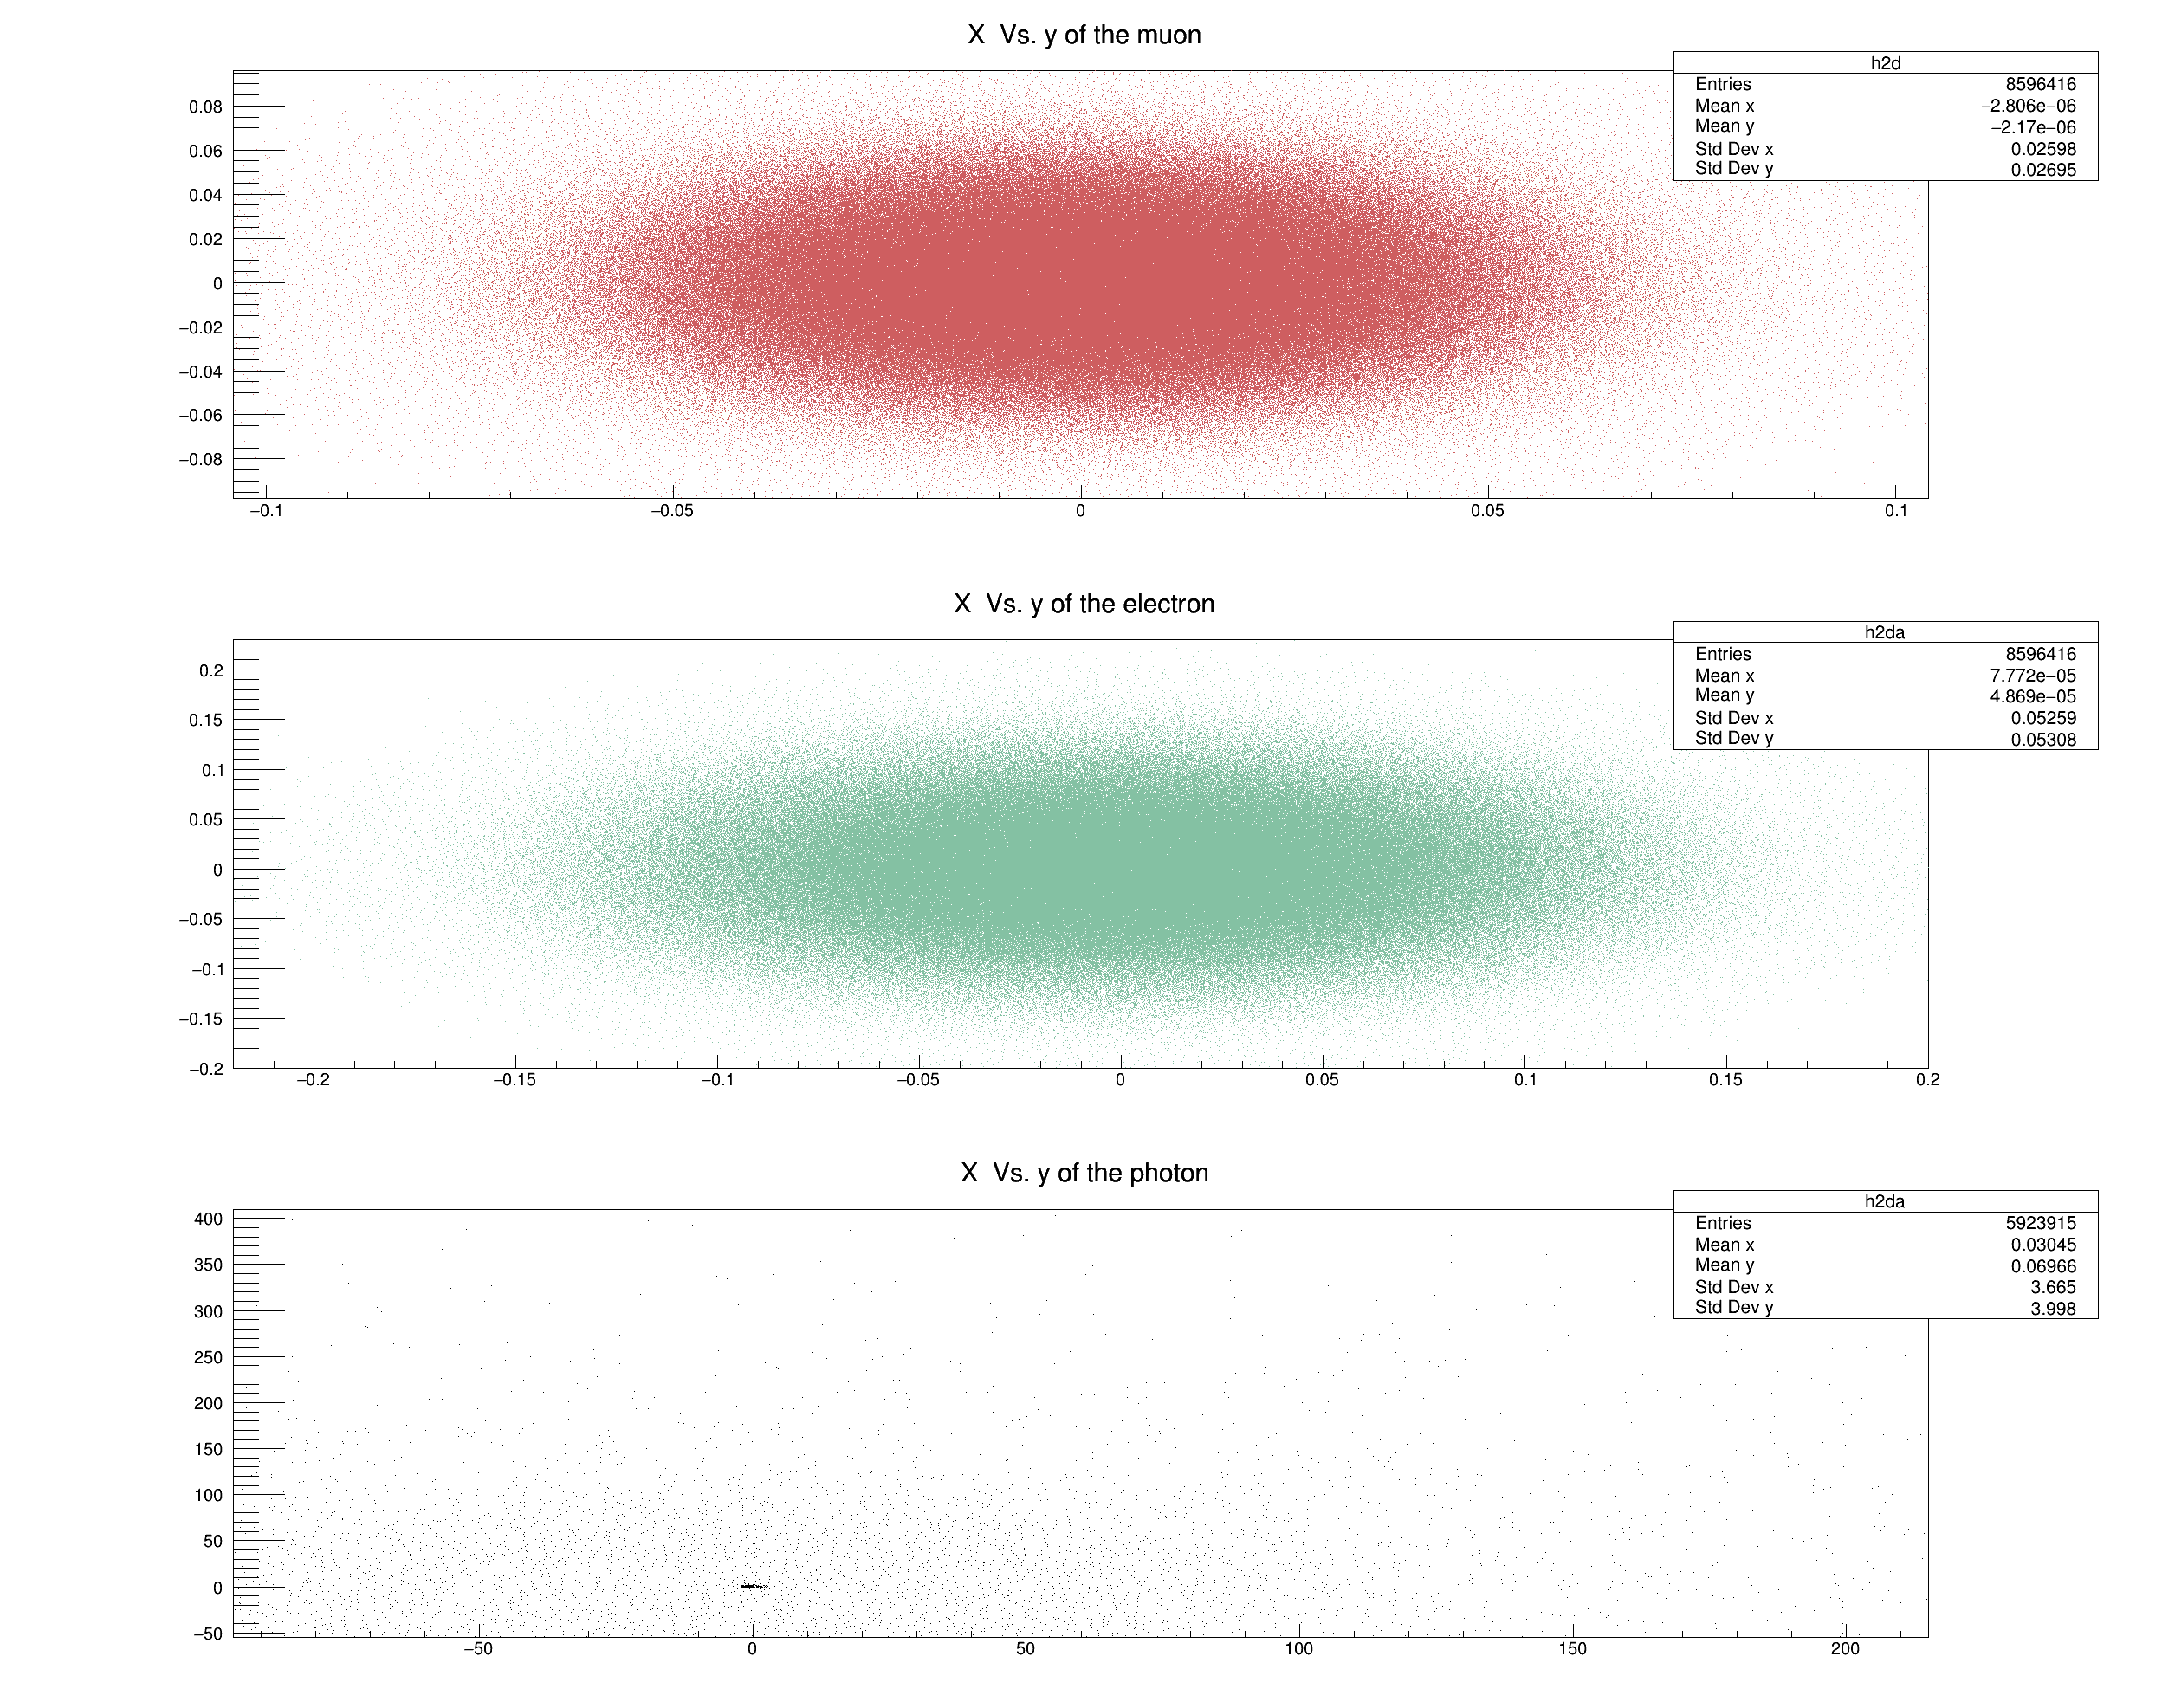 X Vs. y of the muon
h2d
Entries 8596416
Mean x −2.806e−06
Mean y −2.17e−06
Std Dev x 0.02598
Std Dev y 0.02695
0.08
0.06
0.04
0.02
0
−0.02
−0.04
−0.06
−0.08
−0.1 −0.05 0 0.05 0.1
X Vs. y of the electron
h2da
Entries 8596416
Mean x 7.772e−05
Mean y 4.869e−05
Std Dev x 0.05259
Std Dev y 0.05308
0.2
0.15
0.1
0.05
0
−0.05
−0.1
−0.15
−0.2
−0.2 −0.15 −0.1 −0.05 0 0.05 0.1 0.15 0.2
X Vs. y of the photon
h2da
Entries 5923915
Mean x 0.03045
Mean y 0.06966
Std Dev x 3.665
Std Dev y 3.998
400
350
300
250
200
150
100
50
0
−50
−50 0 50 100 150 200